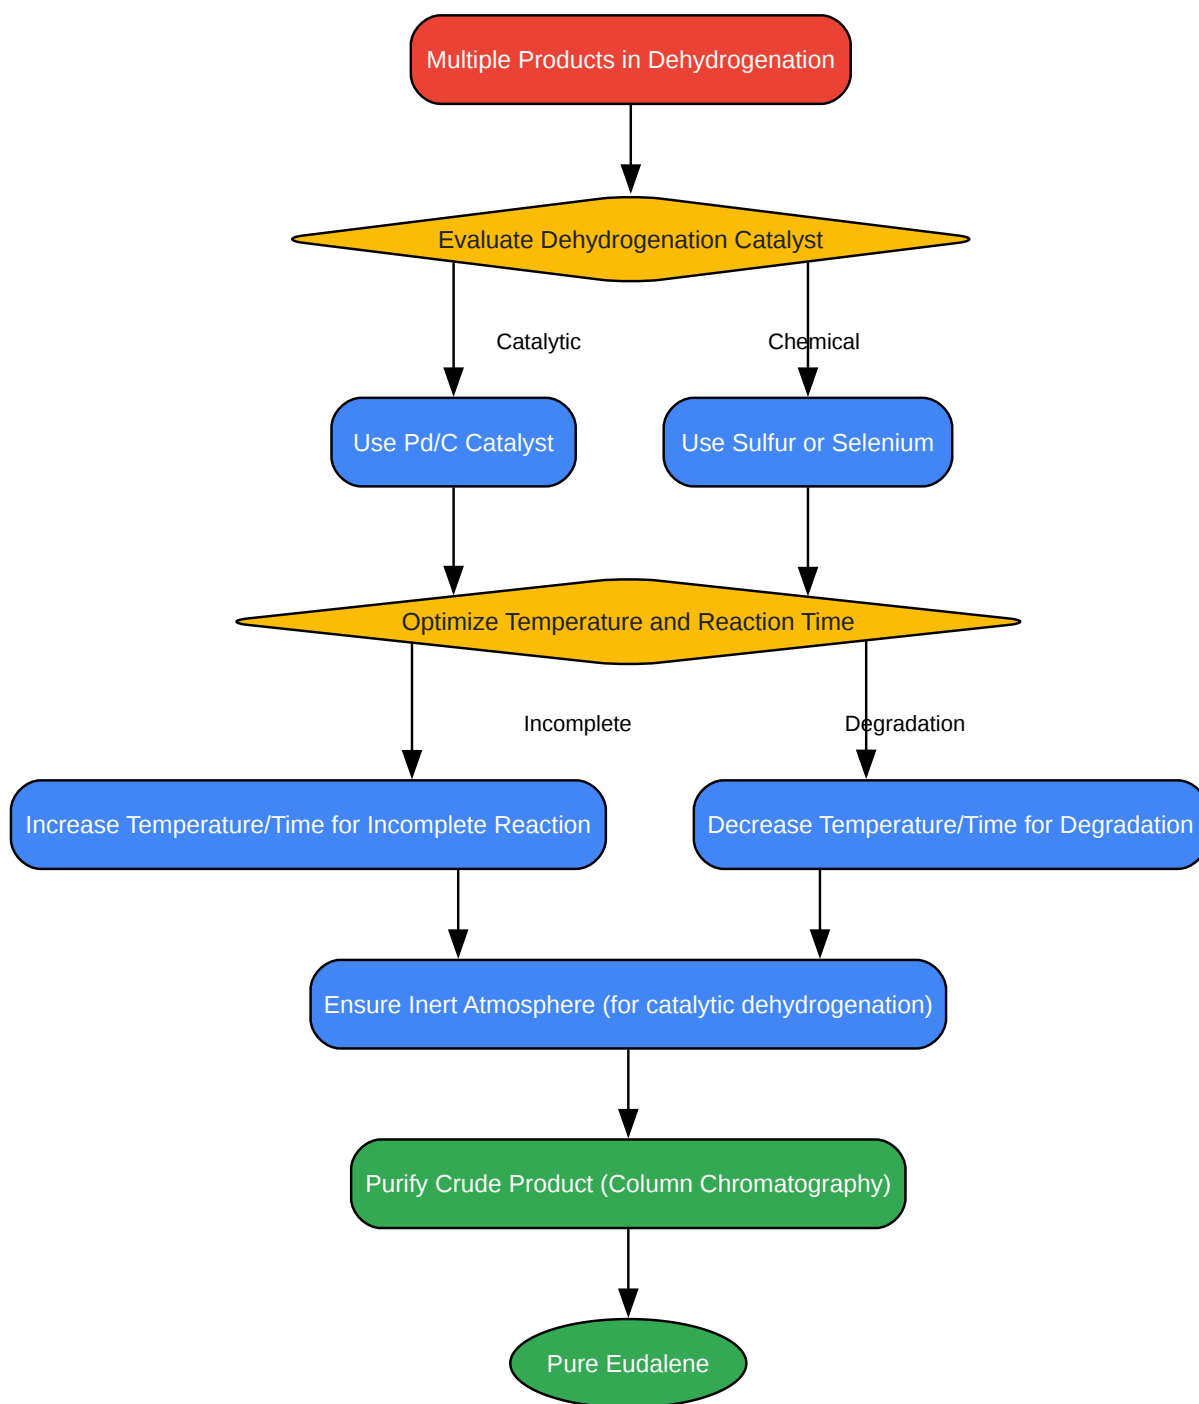 Multiple Products in Dehydrogenation
Evaluate Dehydrogenation Catalyst
Catalytic
Chemical
Use Pd/C Catalyst
Use Sulfur or Selenium
Optimize Temperature and Reaction Time
Incomplete
Degradation
Increase Temperature/Time for Incomplete Reaction
Decrease Temperature/Time for Degradation
Ensure Inert Atmosphere (for catalytic dehydrogenation)
Purify Crude Product (Column Chromatography)
Pure Eudalene